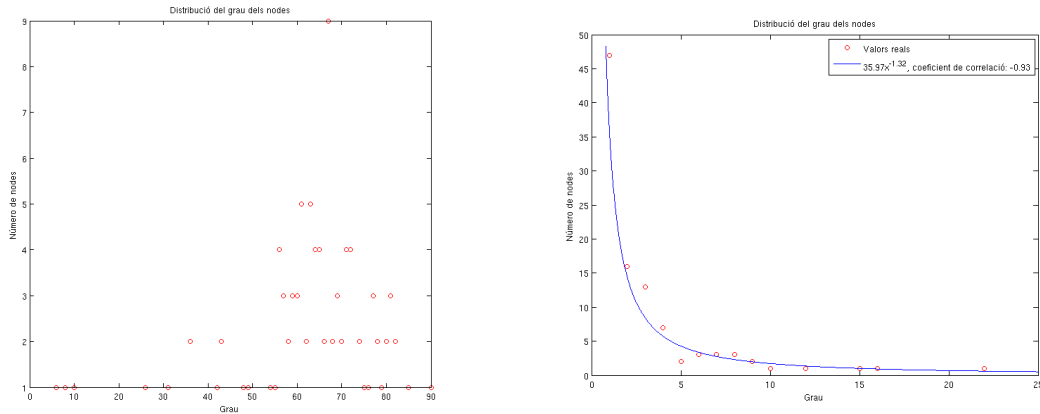 Distribució del grau dels nodes
9
8
7
6
5
4
3
2
1
Número de nodes
0 10 20 30 40 50 60 70 80 90
Grau
Distribució del grau dels nodes
50
45
40
35
30
25
20
15
10
5
0
Número de nodes
Valors reals
35.97x^-1.32, coeficient de correlació: -0.93
0 5 10 15 20 25
Grau